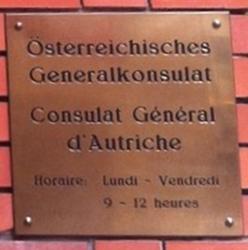 Österreichisches
Generalkonsulat
Consulat Général
d'Autriche
Horaire: Lundi - Vendredi
9 - 12 heures